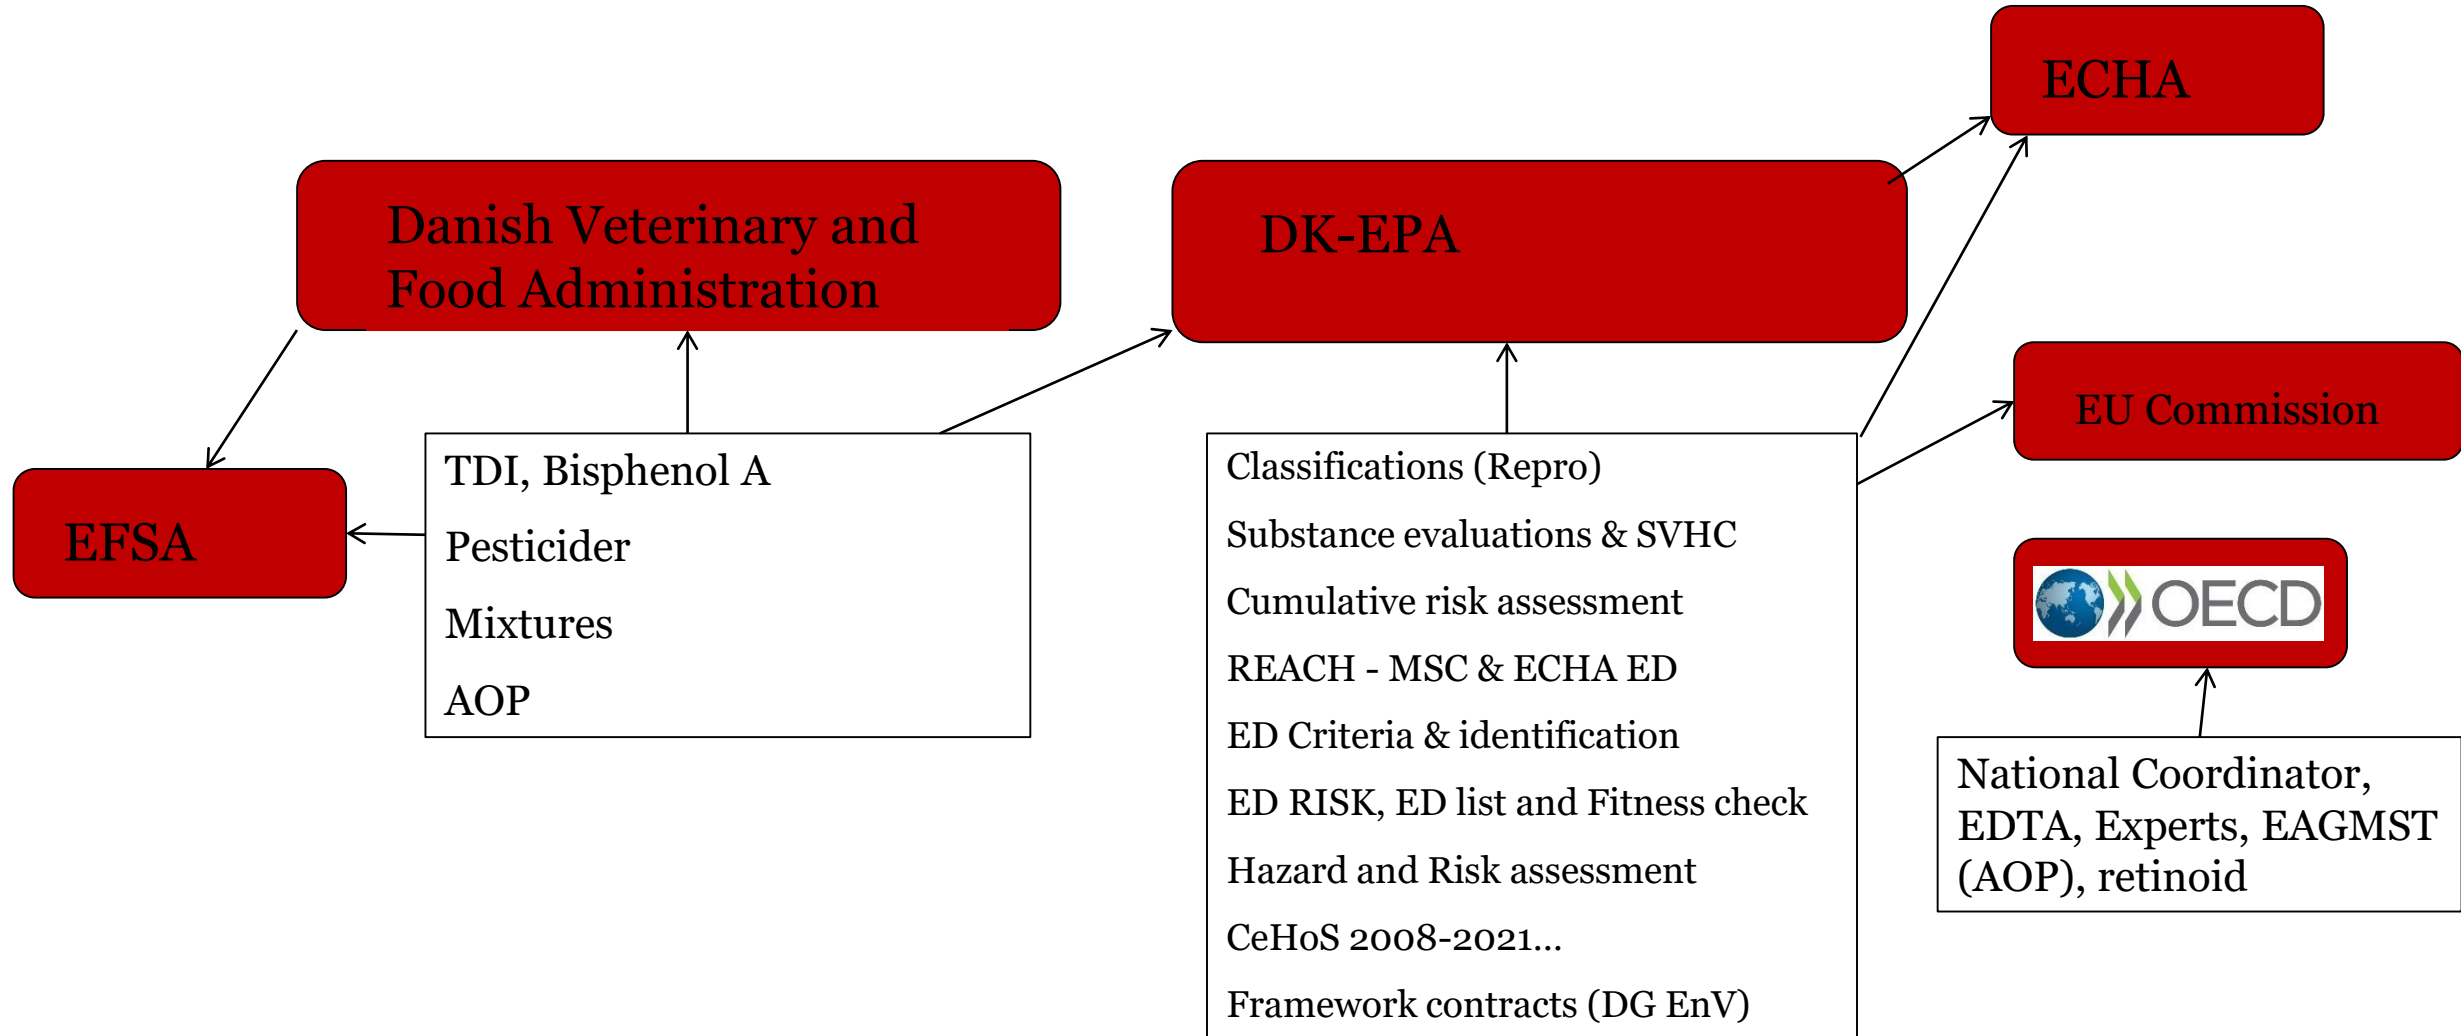 ECHA
Danish Veterinary and
Food Administration
DK-EPA
EU Commission
EFSA
TDI, Bisphenol A
Pesticider
Mixtures
AOP
Classifications (Repro)
Substance evaluations & SVHC
Cumulative risk assessment
REACH - MSC & ECHA ED
ED Criteria & identification
ED RISK, ED list and Fitness check
Hazard and Risk assessment
CeHoS 2008-2021...
Framework contracts (DG EnV)
OECD
National Coordinator,
EDTA, Experts, EAGMST
(AOP), retinoid